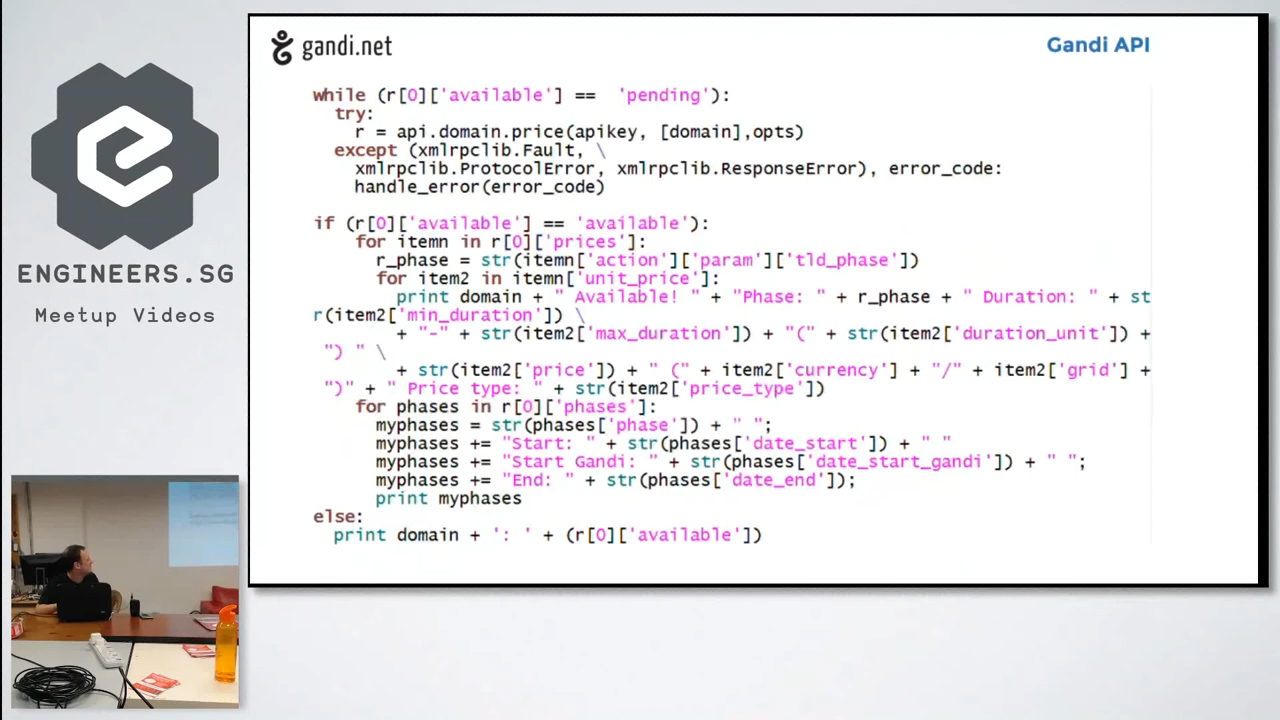 gandi.net
Gandi API
while (r[0]['available'] ==  'pending'):
try:
r = api.domain.price(apikey, [domain],opts)
except (xmlrpclib.Fault, \
xmlrpclib.ProtocolError, xmlrpclib.ResponseError), error_code:
handle_error(error_code)
if (r[0]['available'] == 'available'):
for itemn in r[0]['prices']:
r_phase = str(itemn['action']['param']['tld_phase'])
for item2 in itemn['unit_price']:
print domain + " Available! " + "Phase: " + r_phase + " Duration: " + st
r(item2['min_duration']) \
+ "-" + str(item2['max_duration']) + "(" + str(item2['duration_unit']) +
") " \
+ str(item2['price']) + " (" + item2['currency'] + "/" + item2['grid'] +
")" + " Price type: " + str(item2['price_type'])
for phases in r[0]['phases']:
myphases = str(phases['phase']) + " ";
myphases += "Start: " + str(phases['date_start']) + " "
myphases += "Start Gandi: " + str(phases['date_start_gandi']) + " ";
myphases += "End: " + str(phases['date_end']);
print myphases
else:
print domain + ': ' + (r[0]['available'])
ENGINEERS.SG
Meetup Videos